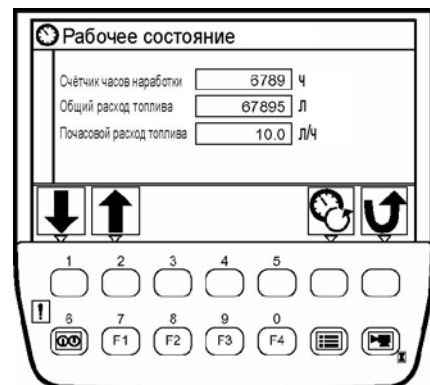 Рабочее состояние
Счётчик часов наработки 6789 ч
Общий расход топлива 67895 Л
Почасовой расход топлива 10.0 л/ч
1 2 3 4 5
! 6 7 8 9 0
F1 F2 F3 F4